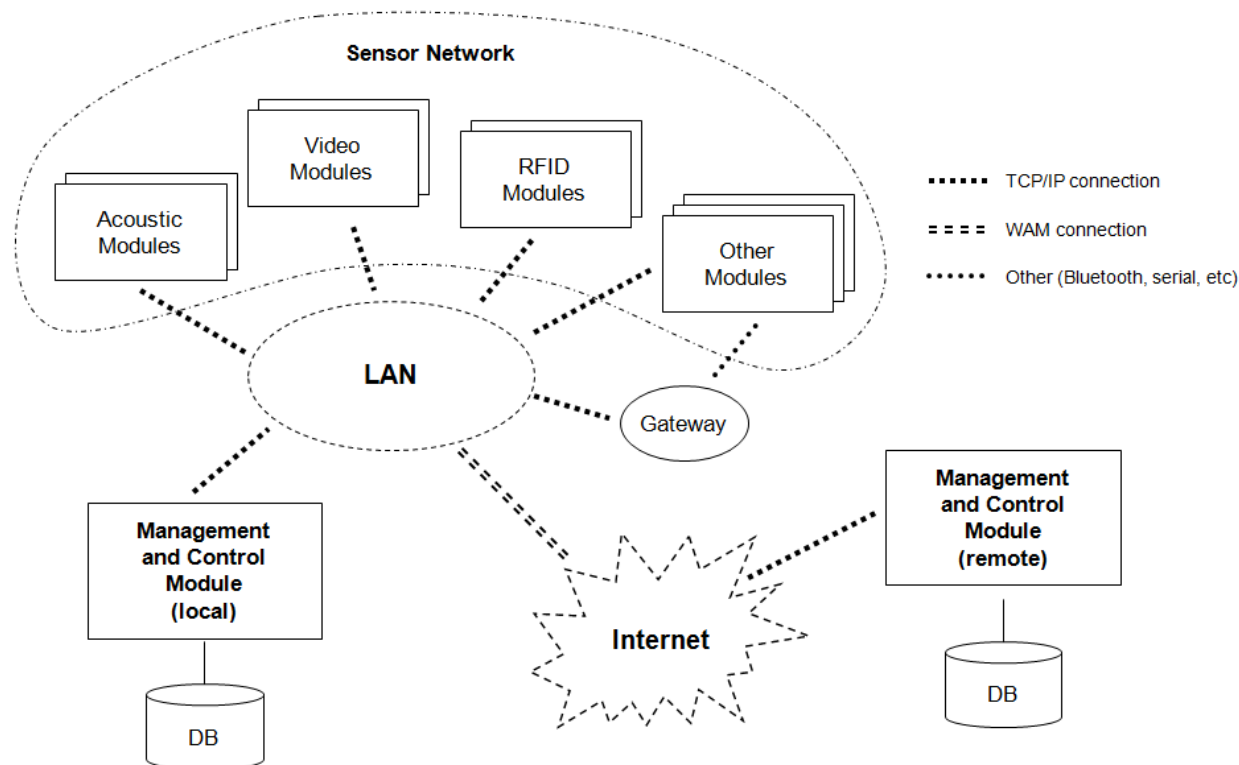 Sensor Network
Video
Modules
RFID
Modules
Acoustic
Modules
Other
Modules
TCP/IP connection
WAM connection
Other (Bluetooth, serial, etc)
LAN
Gateway
Management
and Control
Module
(local)
Management
and Control
Module
(remote)
Internet
DB
DB